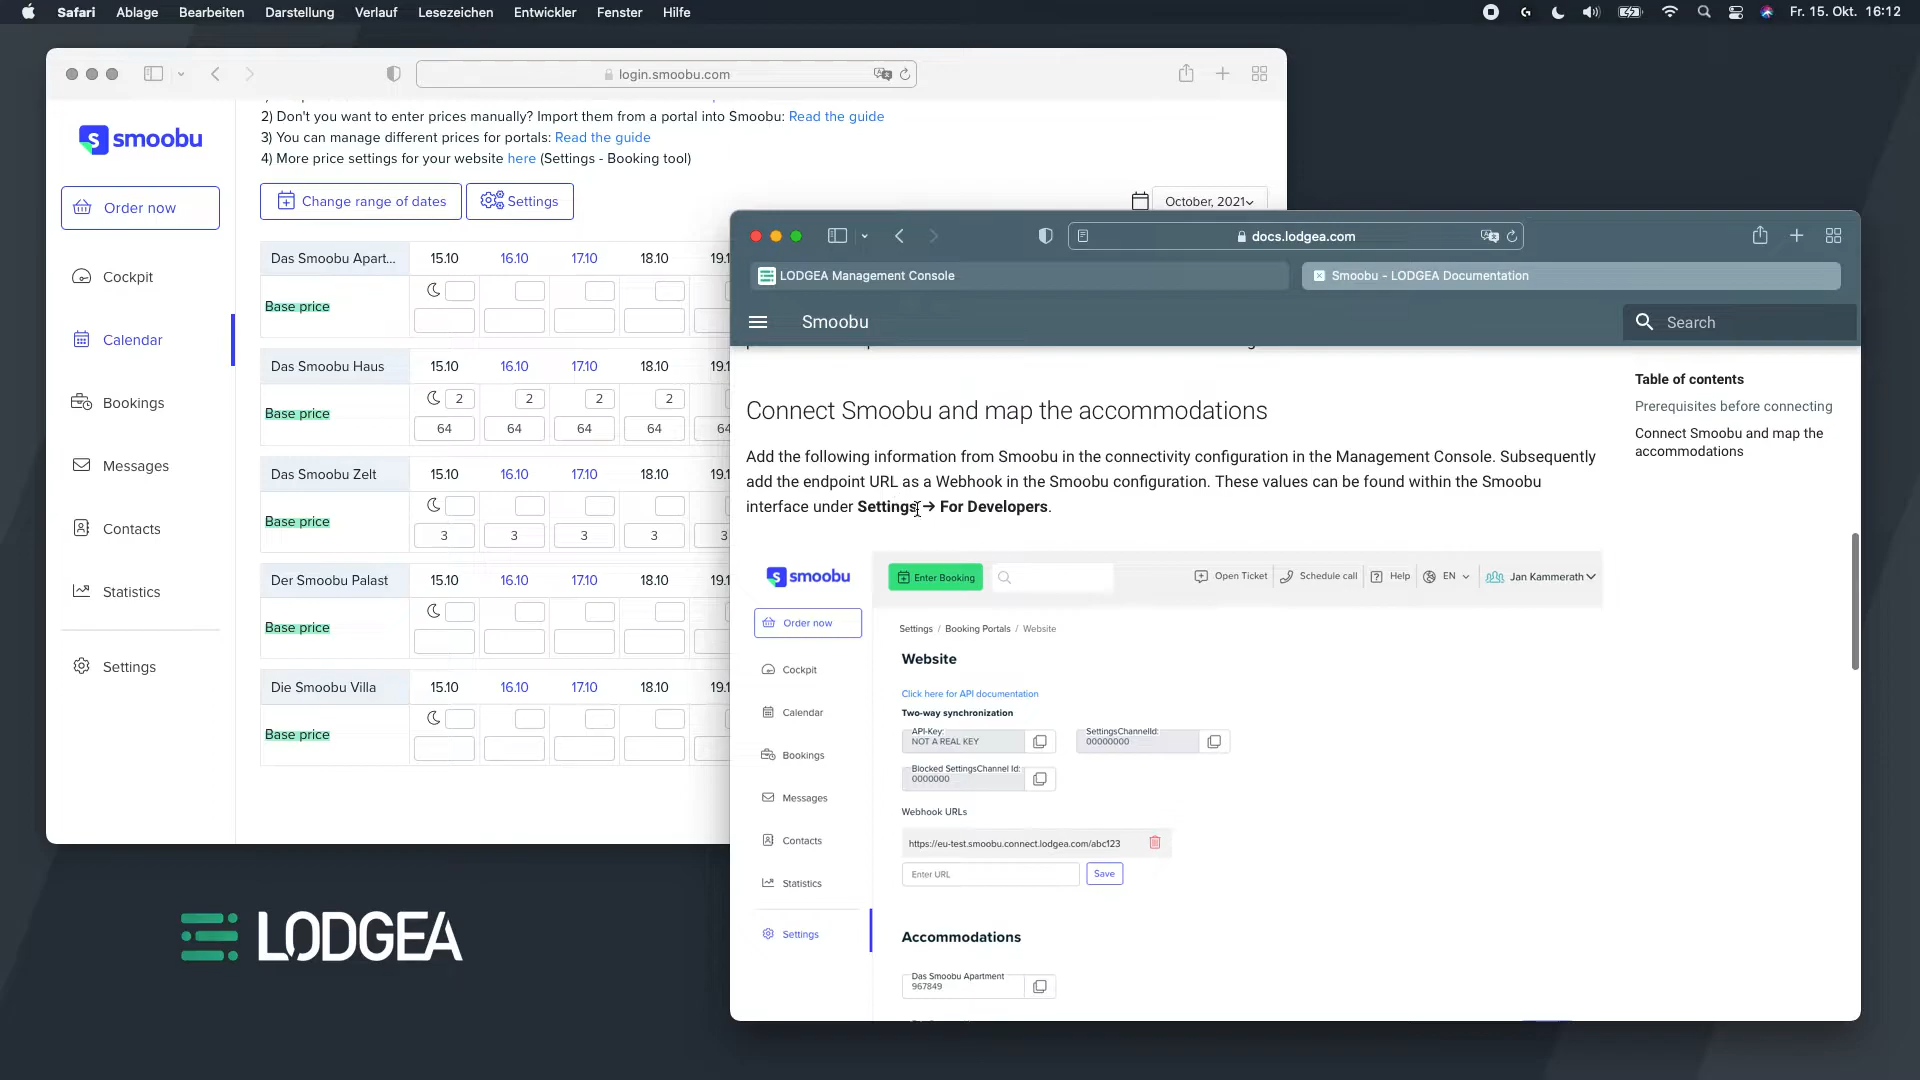 Safari Ablage Bearbeiten Darstellung Verlauf Lesezeichen Entwickler Fenster Hilfe Fr. 15. Okt. 16:12
login.smoobu.com
smoobu
Order now
Cockpit
Calendar
Bookings
Messages
Contacts
Statistics
Settings
2) Don't you want to enter prices manually? Import them from a portal into Smoobu: Read the guide
3) You can manage different prices for portals: Read the guide
4) More price settings for your website here (Settings - Booking tool)
Change range of dates Settings October, 2021
Das Smoobu Apart... 15.10 16.10 17.10 18.10 19.1
Base price
Das Smoobu Haus 15.10 16.10 17.10 18.10 19.1
2 2 2 2
Base price
64 64 64 64 64
Das Smoobu Zelt 15.10 16.10 17.10 18.10 19.1
Base price
3 3 3 3 3
Der Smoobu Palast 15.10 16.10 17.10 18.10 19.1
Base price
Die Smoobu Villa 15.10 16.10 17.10 18.10 19.1
Base price
LODGEA
docs.lodgea.com
LODGEA Management Console Smoobu - LODGEA Documentation
Smoobu Search
Connect Smoobu and map the accommodations
Add the following information from Smoobu in the connectivity configuration in the Management Console. Subsequently
add the endpoint URL as a Webhook in the Smoobu configuration. These values can be found within the Smoobu
interface under Settings → For Developers.
Table of contents
Prerequisites before connecting
Connect Smoobu and map the
accommodations
smoobu Enter Booking Open Ticket Schedule call Help EN Jan Kammerath
Order now
Cockpit
Calendar
Bookings
Messages
Contacts
Statistics
Settings
Settings / Booking Portals / Website
Website
Click here for API documentation
Two-way synchronization
API-Key: SettingsChannelId:
NOT A REAL KEY 00000000
Blocked SettingsChannel Id:
0000000
Webhook URLs
https://eu-test.smoobu.connect.lodgea.com/abc123
Enter URL Save
Accommodations
Das Smoobu Apartment
967849